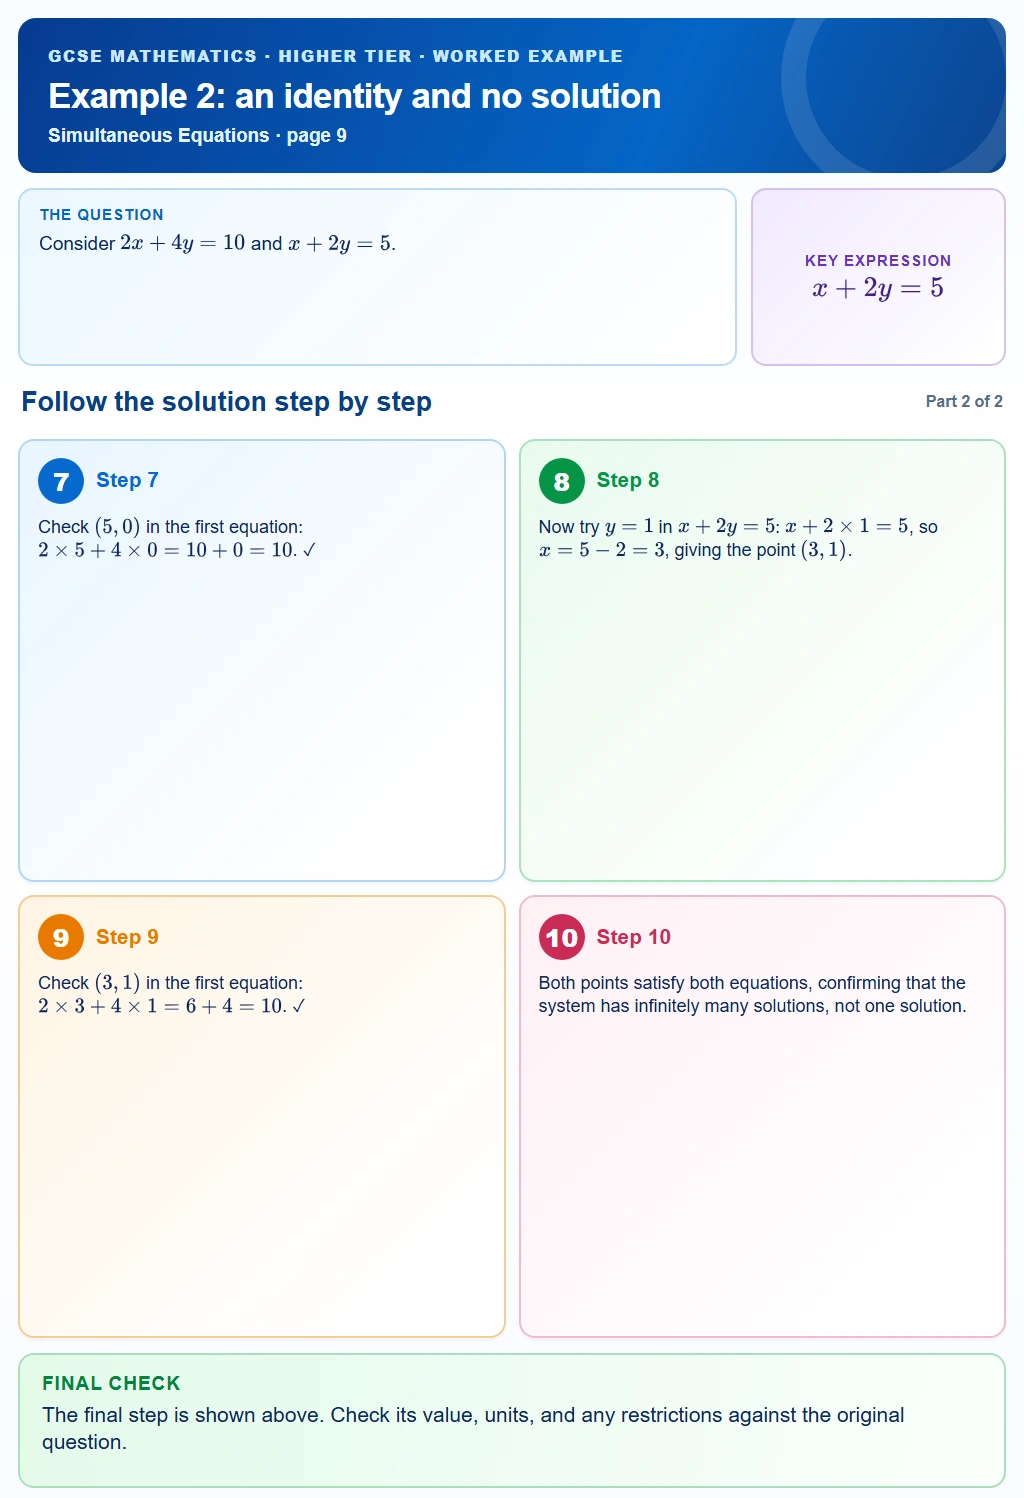 GCSE MATHEMATICS · HIGHER TIER · WORKED EXAMPLE
Example 2: an identity and no solution
Simultaneous Equations · page 9
THE QUESTION
Consider 2x + 4y = 10 and x + 2y = 5.
KEY EXPRESSION
x + 2y = 5
Follow the solution step by step
Part 2 of 2
7 Step 7
Check (5, 0) in the first equation:
2 × 5 + 4 × 0 = 10 + 0 = 10. ✓
8 Step 8
Now try y = 1 in x + 2y = 5: x + 2 × 1 = 5, so
x = 5 − 2 = 3, giving the point (3, 1).
9 Step 9
Check (3, 1) in the first equation:
2 × 3 + 4 × 1 = 6 + 4 = 10. ✓
10 Step 10
Both points satisfy both equations, confirming that the
system has infinitely many solutions, not one solution.
FINAL CHECK
The final step is shown above. Check its value, units, and any restrictions against the original
question.